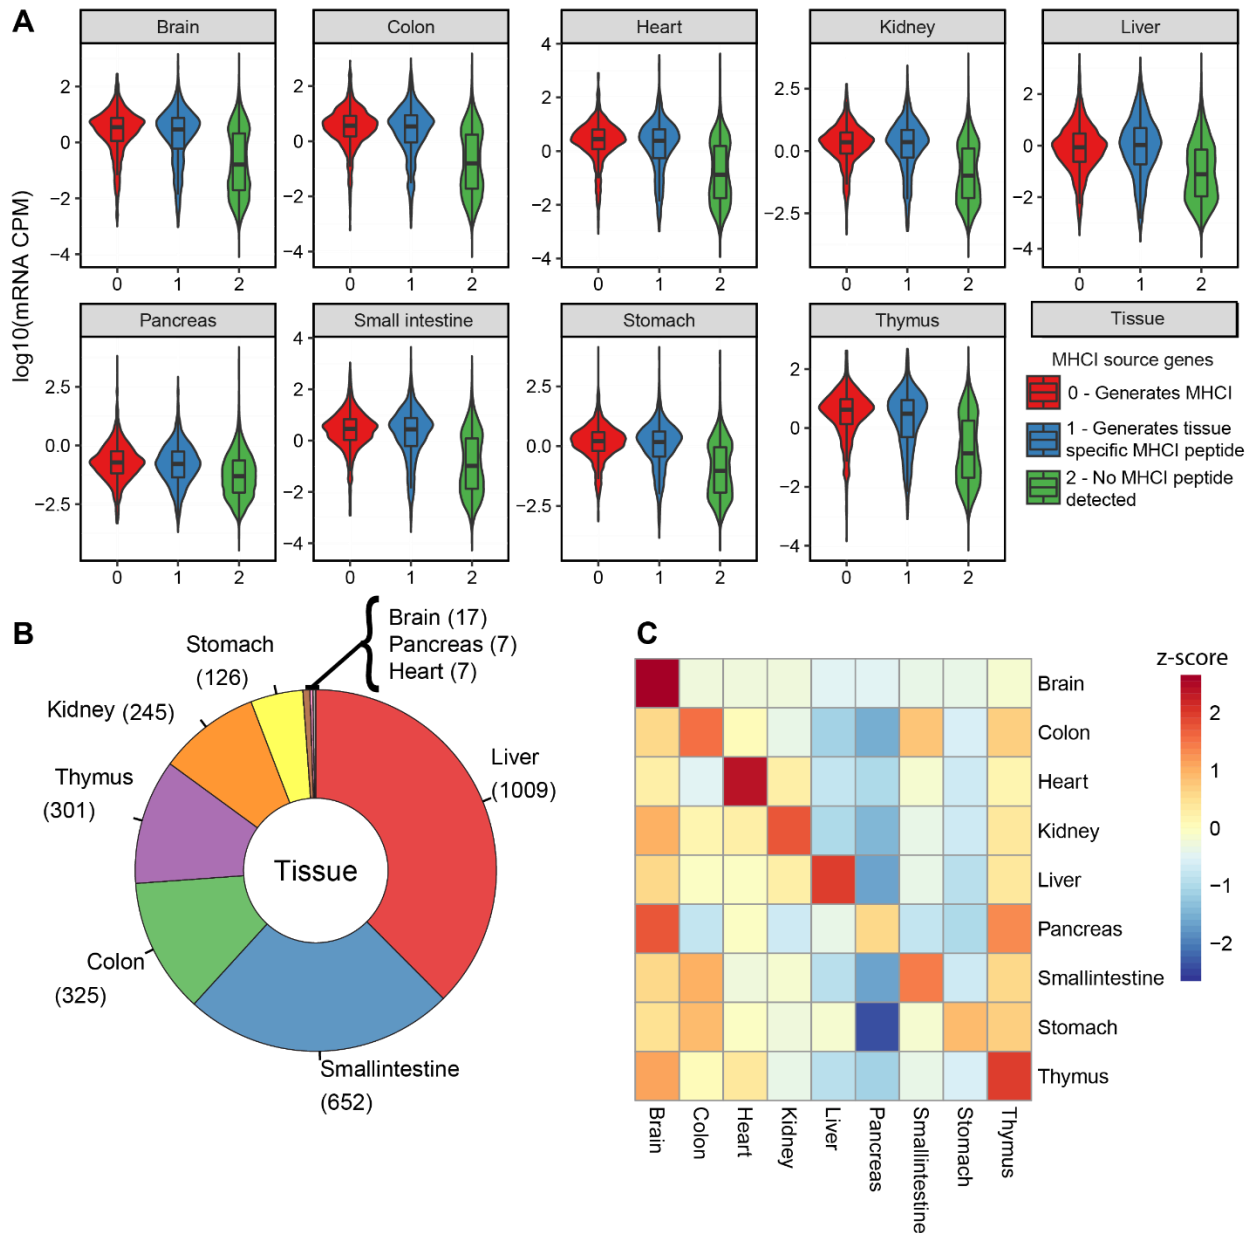 A
Brain
Colon
Heart
Kidney
Liver
log10(mRNA CPM)
2
0
−2
−4
0 1 2
2
0
−2
−4
0 1 2
4
2
0
−2
−4
0 1 2
2.5
0.0
−2.5
0 1 2
2
0
−2
−4
0 1 2
Pancreas
Small intestine
Stomach
Thymus
Tissue
2.5
0.0
−2.5
0 1 2
4
2
0
−2
−4
0 1 2
2.5
0.0
−2.5
0 1 2
2
0
−2
−4
0 1 2
MHCI source genes
0 - Generates MHCI
1 - Generates tissue
specific MHCI peptide
2 - No MHCI peptide
detected
B
Brain (17)
Pancreas (7)
Heart (7)
Stomach
(126)
Kidney (245)
Thymus
(301)
Colon
(325)
Smallintestine
(652)
Liver
(1009)
Tissue
C
z-score
2
1
0
−1
−2
Brain
Colon
Heart
Kidney
Liver
Pancreas
Smallintestine
Stomach
Thymus
Brain
Colon
Heart
Kidney
Liver
Pancreas
Smallintestine
Stomach
Thymus